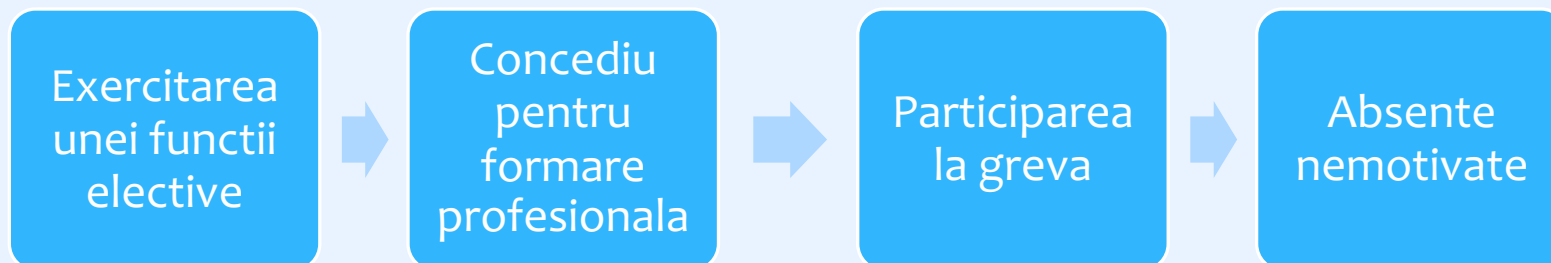 Exercitarea
unei functii
elective
Concediu
pentru
formare
profesionala
Participarea
la greva
Absente
nemotivate